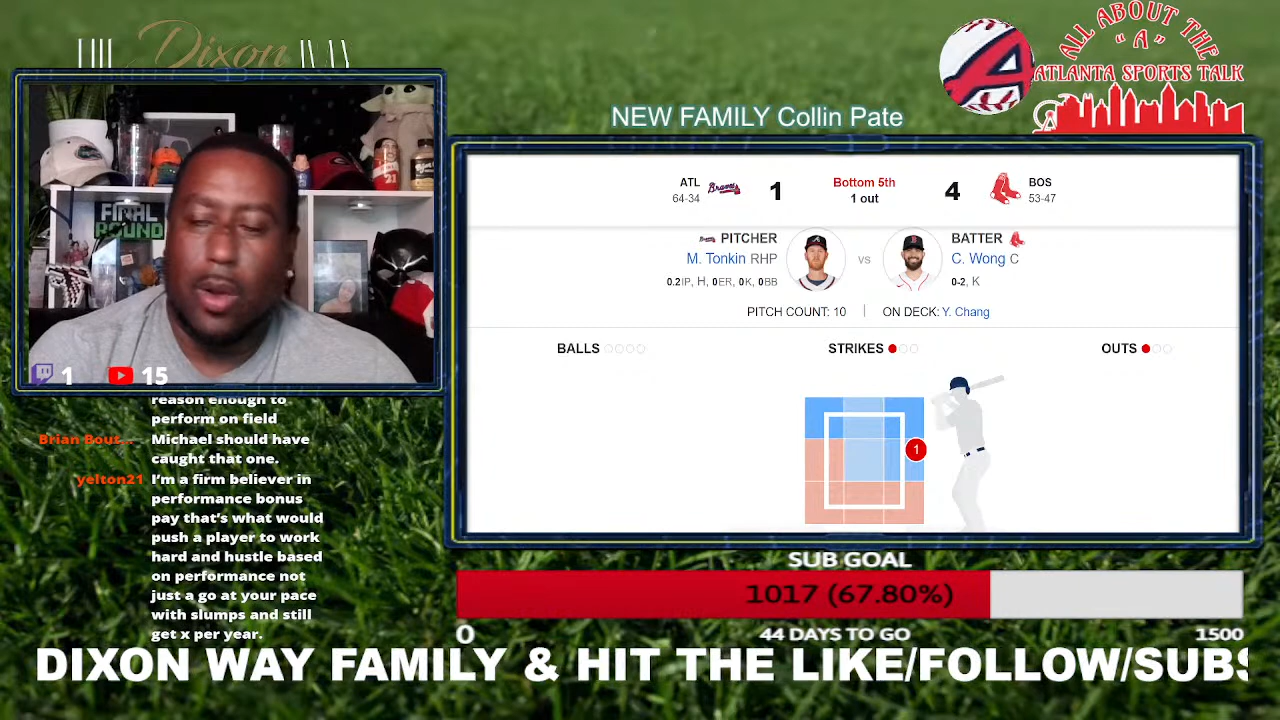 Dixon
ALL ABOUT THE
"A"
ATLANTA SPORTS TALK
NEW FAMILY Collin Pate
FINAL
ROUND
21
1
15
ATL
64-34
Braves
1
Bottom 5th
1 out
4
BOS
53-47
PITCHER
M. Tonkin RHP
0.2IP, H, 0ER, 0K, 0BB
vs
BATTER
C. Wong C
0-2, K
PITCH COUNT: 10
ON DECK: Y. Chang
BALLS
STRIKES
OUTS
1
reason enough to
perform on field
Brian Bout... Michael should have
caught that one.
yelton21 I'm a firm believer in
performance bonus
pay that's what would
push a player to work
hard and hustle based
on performance not
just a go at your pace
with slumps and still
get x per year.
SUB GOAL
1017 (67.80%)
0
44 DAYS TO GO
1500
DIXON WAY FAMILY & HIT THE LIKE/FOLLOW/SUBS